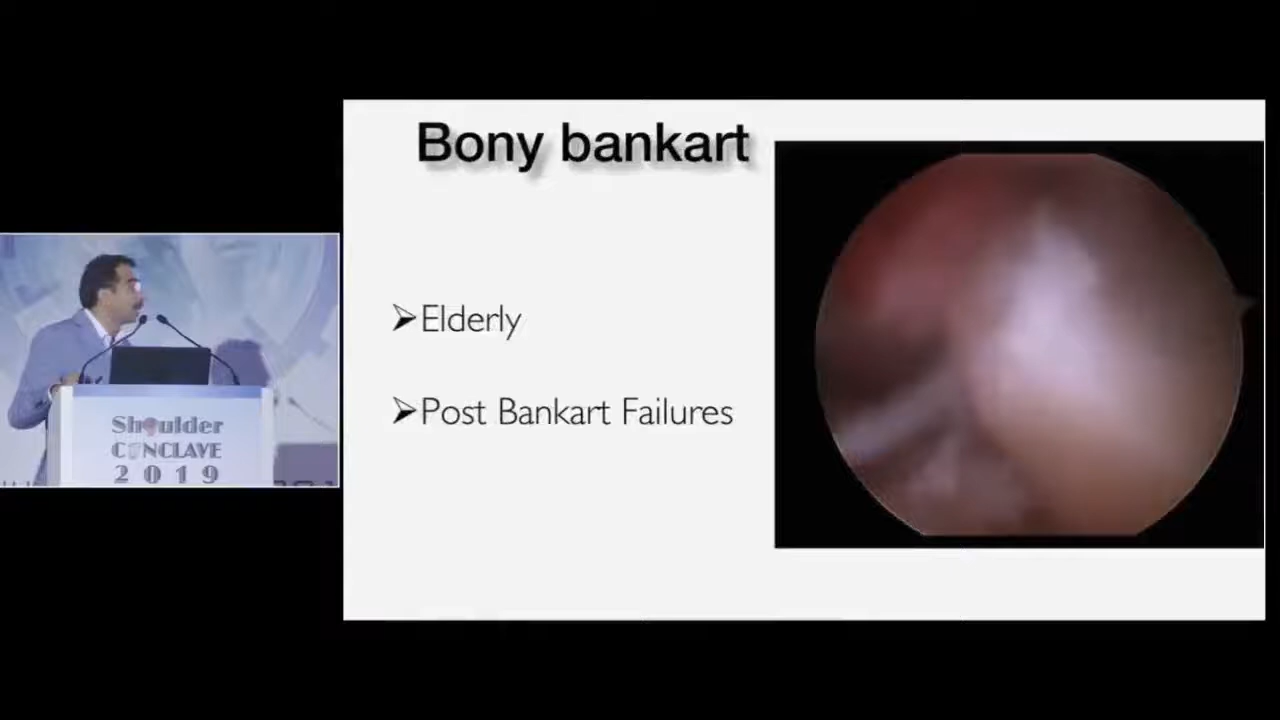 Bony bankart
➢Elderly
➢Post Bankart Failures
Shoulder
CONCLAVE
2019